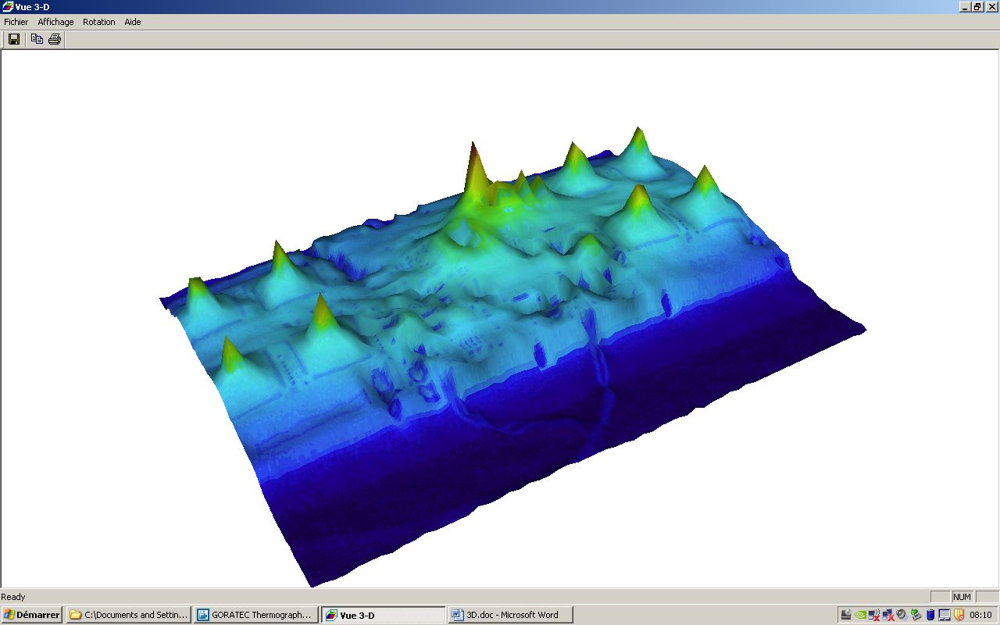 Vue 3-D
Fichier Affichage Rotation Aide
Ready NUM
Démarrer C:\Documents and Settin... GORATEC Thermograph... Vue 3-D 3D.doc - Microsoft Word 08:10